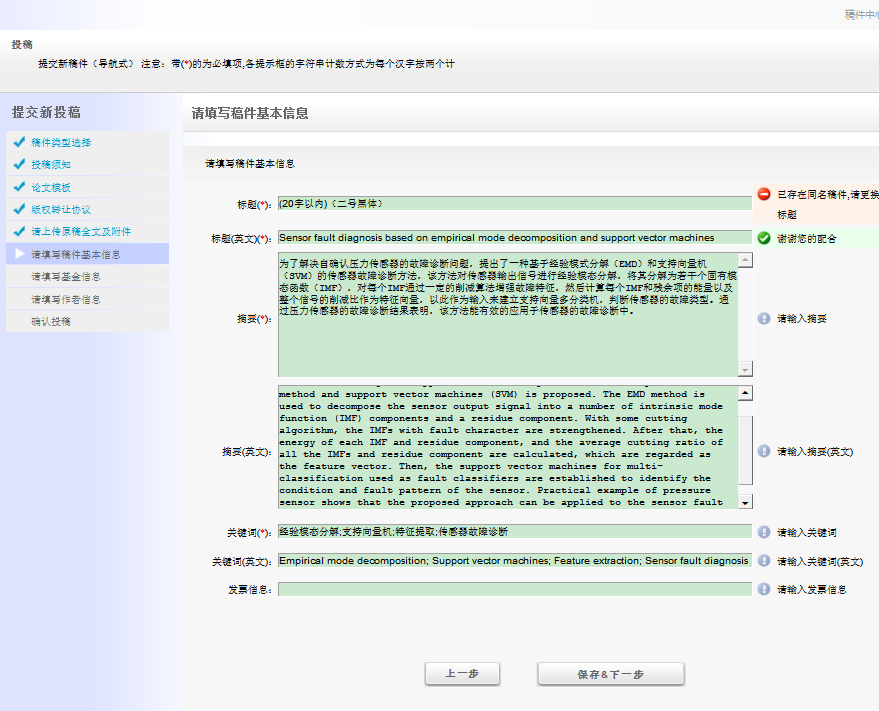 稿件中
投稿
提交新稿件（导航式） 注意：带(*)的为必填项,各提示框的字符串计数方式为每个汉字按两个计
提交新投稿
稿件类型选择
投稿须知
论文模板
版权转让协议
请上传原稿全文及附件
请填写稿件基本信息
请填写基金信息
请填写作者信息
确认投稿
请填写稿件基本信息
请填写稿件基本信息
标题(*)： (20字以内)（二号黑体） 已存在同名稿件,请更换
标题
标题(英文)(*)： Sensor fault diagnosis based on empirical mode decomposition and support vector machines 谢谢您的配合
为了解决自确认压力传感器的故障诊断问题，提出了一种基于经验模式分解（EMD）和支持向量机
（SVM）的传感器故障诊断方法，该方法对传感器输出信号进行经验模态分解，将其分解为若干个固有模
态函数（IMF），对每个IMF通过一定的削减算法增强故障特征，然后计算每个IMF和残余项的能量以及
整个信号的削减比作为特征向量，以此作为输入来建立支持向量多分类机，判断传感器的故障类型。通
过压力传感器的故障诊断结果表明，该方法能有效的应用于传感器的故障诊断中。
摘要(*)： 请输入摘要
method and support vector machines (SVM) is proposed. The EMD method is
used to decompose the sensor output signal into a number of intrinsic mode
function (IMF) components and a residue component. With some cutting
algorithm, the IMFs with fault character are strengthened. After that, the
energy of each IMF and residue component, and the average cutting ratio of
all the IMFs and residue component are calculated, which are regarded as
the feature vector. Then, the support vector machines for multi-
classification used as fault classifiers are established to identify the
condition and fault pattern of the sensor. Practical example of pressure
sensor shows that the proposed approach can be applied to the sensor fault
摘要(英文)： 请输入摘要(英文)
关键词(*)： 经验模态分解;支持向量机;特征提取;传感器故障诊断 请输入关键词
关键词(英文)： Empirical mode decomposition; Support vector machines; Feature extraction; Sensor fault diagnosis 请输入关键词(英文)
发票信息： 请输入发票信息
上一步 保存&下一步